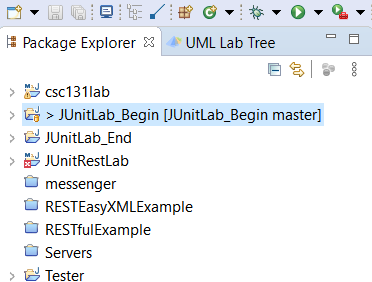 Package Explorer UML Lab Tree
csc131lab
> JUnitLab_Begin [JUnitLab_Begin master]
JUnitLab_End
JUnitRestLab
messenger
RESTEasyXMLExample
RESTfulExample
Servers
Tester